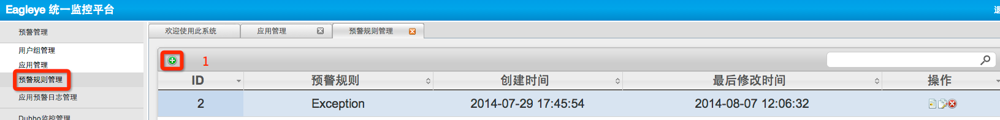 Eagleye 统一监控平台
退
预警管理
用户组管理
应用管理
预警规则管理
应用预警日志管理
Dubbo监控管理
欢迎使用此系统 应用管理 预警规则管理
1
ID 预警规则 创建时间 最后修改时间 操作
2 Exception 2014-07-29 17:45:54 2014-08-07 12:06:32